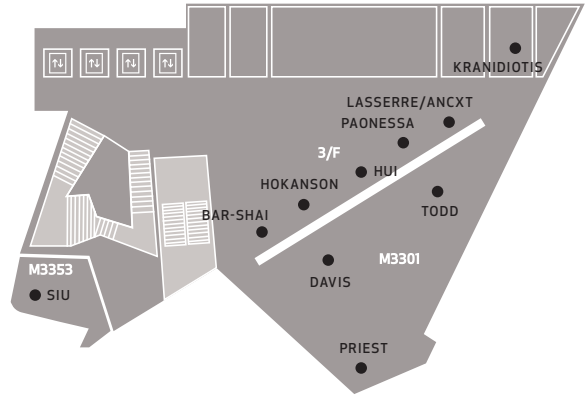 KRANIDIOTIS
LASSERRE/ANCXT
PAONESSA
3/F
HUI
HOKANSON
BAR-SHAI
TODD
M3353
M3301
SIU
DAVIS
PRIEST